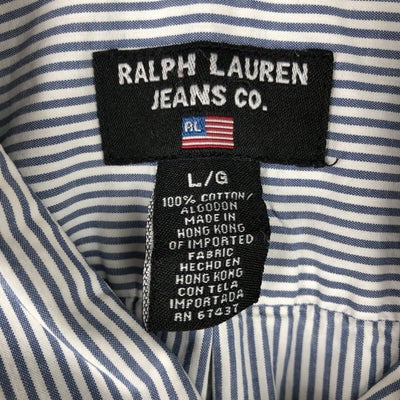 RALPH LAUREN
JEANS CO.
RL
L/G
100% COTTON/
ALGODON
MADE IN
HONG KONG
OF IMPORTED
FABRIC
HECHO EN
HONG KONG
CON TELA
IMPORTADA
RN 67437